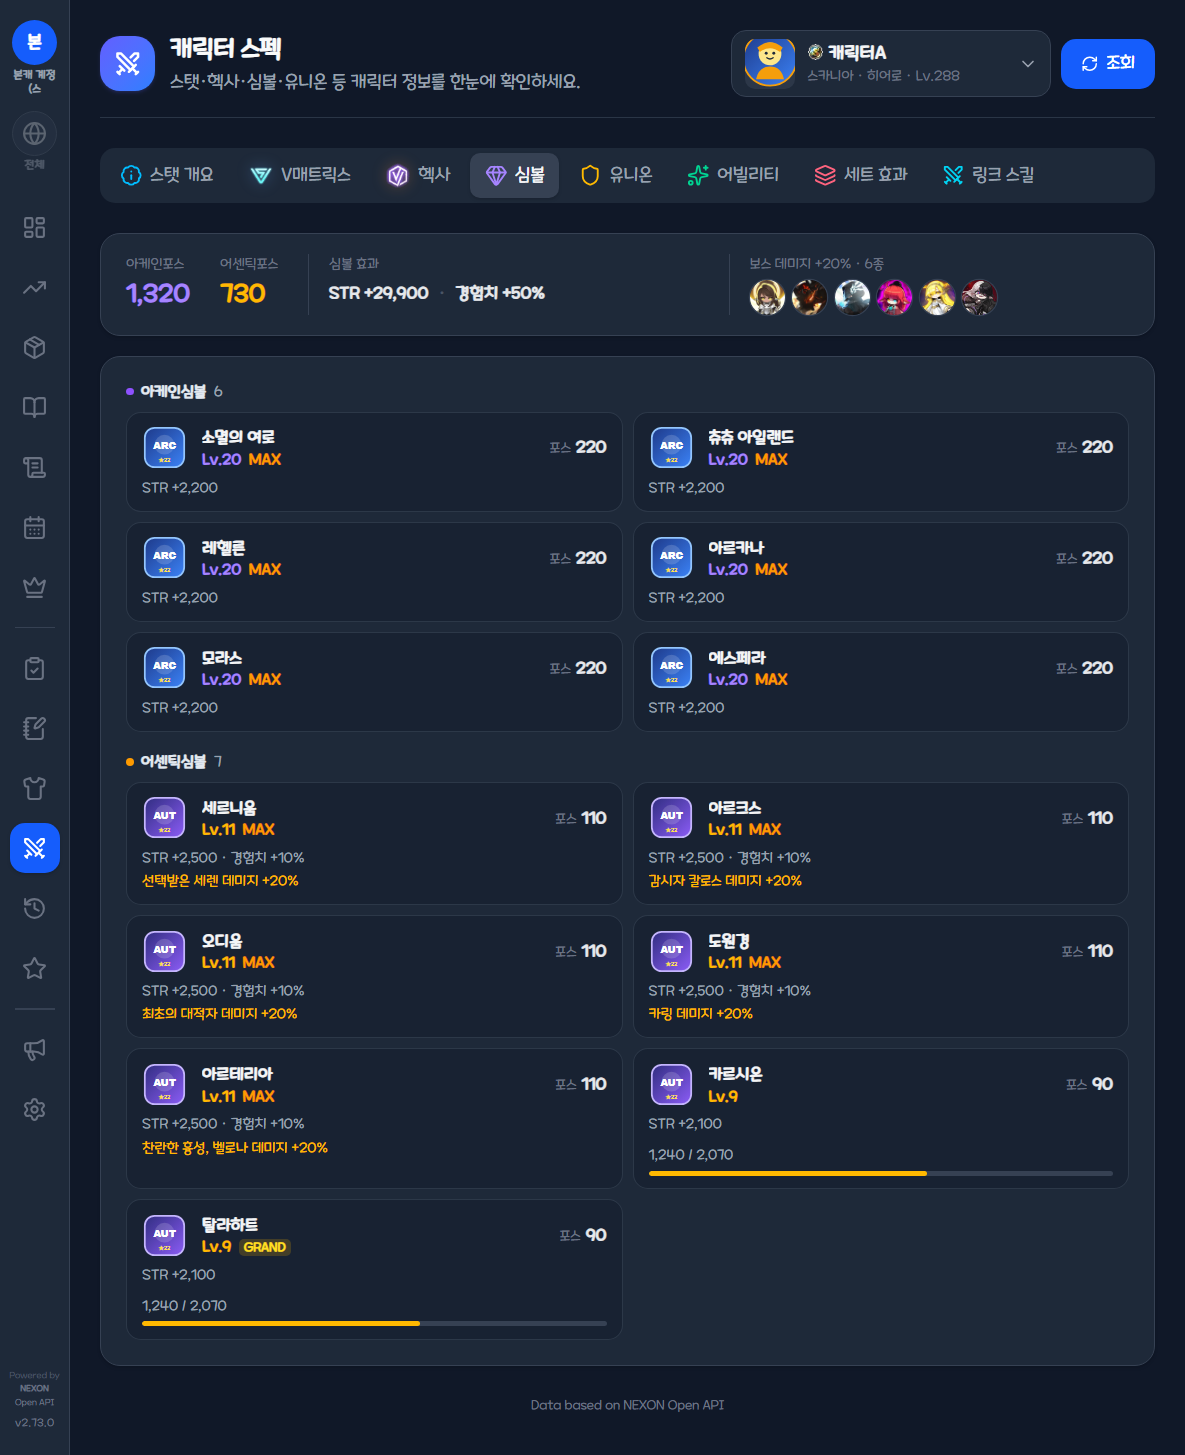 본
본캐 계정
(스
전체
Powered by
NEXON
Open API
v2.73.0
캐릭터 스펙
스탯·헥사·심볼·유니온 등 캐릭터 정보를 한눈에 확인하세요.
캐릭터A
스카니아 · 히어로 · Lv.288
조회
스탯 개요
V매트릭스
헥사
심볼
유니온
어빌리티
세트 효과
링크 스킬
아케인포스
1,320
어센틱포스
730
심볼 효과
STR +29,900 · 경험치 +50%
보스 데미지 +20% · 6종
아케인심볼 6
ARC
★22
소멸의 여로
Lv.20 MAX
포스 220
STR +2,200
ARC
★22
츄츄 아일랜드
Lv.20 MAX
포스 220
STR +2,200
ARC
★22
레헬른
Lv.20 MAX
포스 220
STR +2,200
ARC
★22
아르카나
Lv.20 MAX
포스 220
STR +2,200
ARC
★22
모라스
Lv.20 MAX
포스 220
STR +2,200
ARC
★22
에스페라
Lv.20 MAX
포스 220
STR +2,200
어센틱심볼 7
AUT
★22
세르니움
Lv.11 MAX
포스 110
STR +2,500 · 경험치 +10%
선택받은 세렌 데미지 +20%
AUT
★22
아르크스
Lv.11 MAX
포스 110
STR +2,500 · 경험치 +10%
감시자 칼로스 데미지 +20%
AUT
★22
오디움
Lv.11 MAX
포스 110
STR +2,500 · 경험치 +10%
최초의 대적자 데미지 +20%
AUT
★22
도원경
Lv.11 MAX
포스 110
STR +2,500 · 경험치 +10%
카링 데미지 +20%
AUT
★22
아르테리아
Lv.11 MAX
포스 110
STR +2,500 · 경험치 +10%
찬란한 흉성, 벨로나 데미지 +20%
AUT
★22
카르시온
Lv.9
포스 90
STR +2,100
1,240 / 2,070
AUT
★22
탈라하트
Lv.9 GRAND
포스 90
STR +2,100
1,240 / 2,070
Data based on NEXON Open API